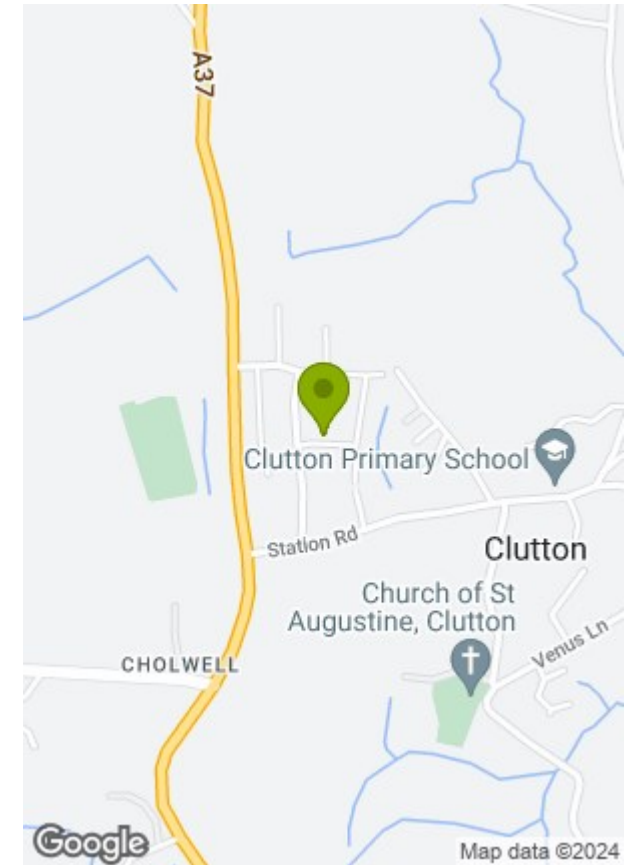 A37
Clutton Primary School
Station Rd
Clutton
Church of St
Augustine, Clutton
Venus Ln
CHOLWELL
Google
Map data ©2024